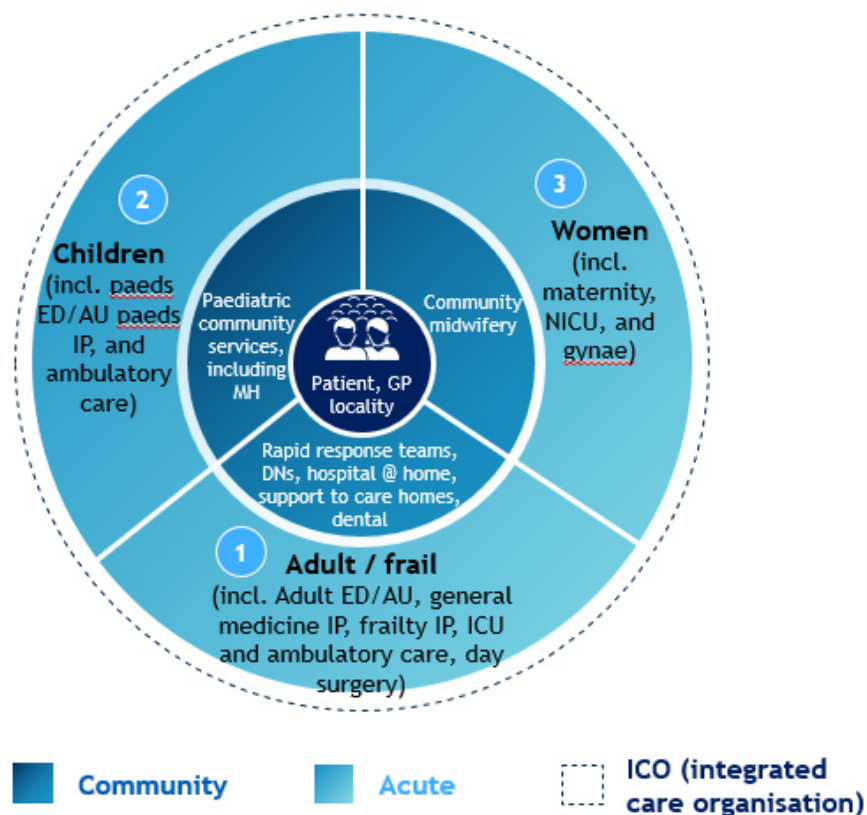 2
Children
(incl. paeds
ED/AU paeds
IP, and
ambulatory
care)
3
Women
(incl.
maternity,
NICU, and
gynae)
Paediatric
community
services,
including
MH
Community
midwifery
Patient, GP
locality
Rapid response teams,
DNs, hospital @ home,
support to care homes,
dental
1
Adult / frail
(incl. Adult ED/AU, general
medicine IP, frailty IP, ICU
and ambulatory care, day
surgery)
Community
Acute
ICO (integrated
care organisation)